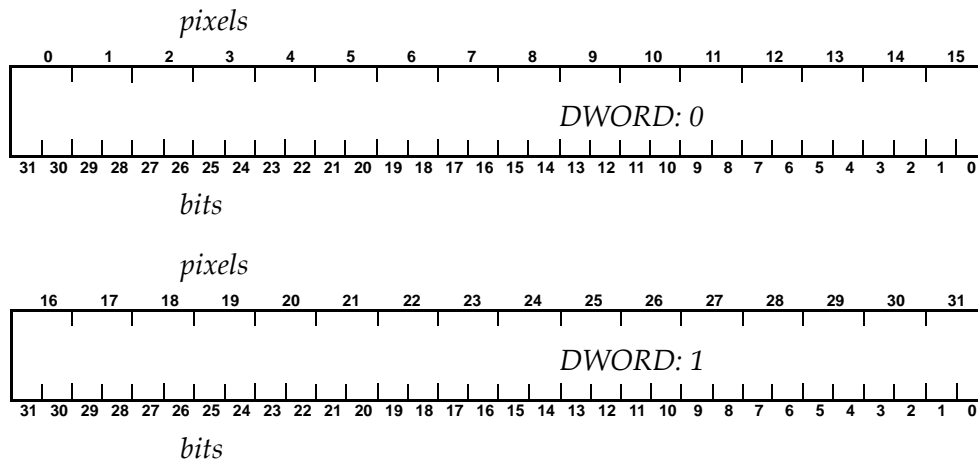 pixels
0 1 2 3 4 5 6 7 8 9 10 11 12 13 14 15
DWORD: 0
31 30 29 28 27 26 25 24 23 22 21 20 19 18 17 16 15 14 13 12 11 10 9 8 7 6 5 4 3 2 1 0
bits
pixels
16 17 18 19 20 21 22 23 24 25 26 27 28 29 30 31
DWORD: 1
31 30 29 28 27 26 25 24 23 22 21 20 19 18 17 16 15 14 13 12 11 10 9 8 7 6 5 4 3 2 1 0
bits